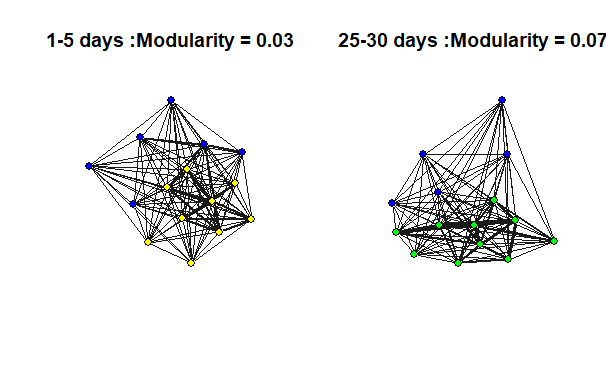 1-5 days :Modularity = 0.03
25-30 days :Modularity = 0.07